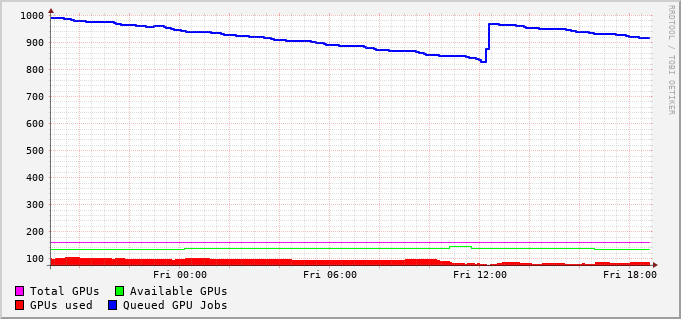 1000
900
800
700
600
500
400
300
200
100
Fri 00:00 Fri 06:00 Fri 12:00 Fri 18:00
Total GPUs Available GPUs
GPUs used Queued GPU Jobs
RRDTOOL / TOBI OETIKER